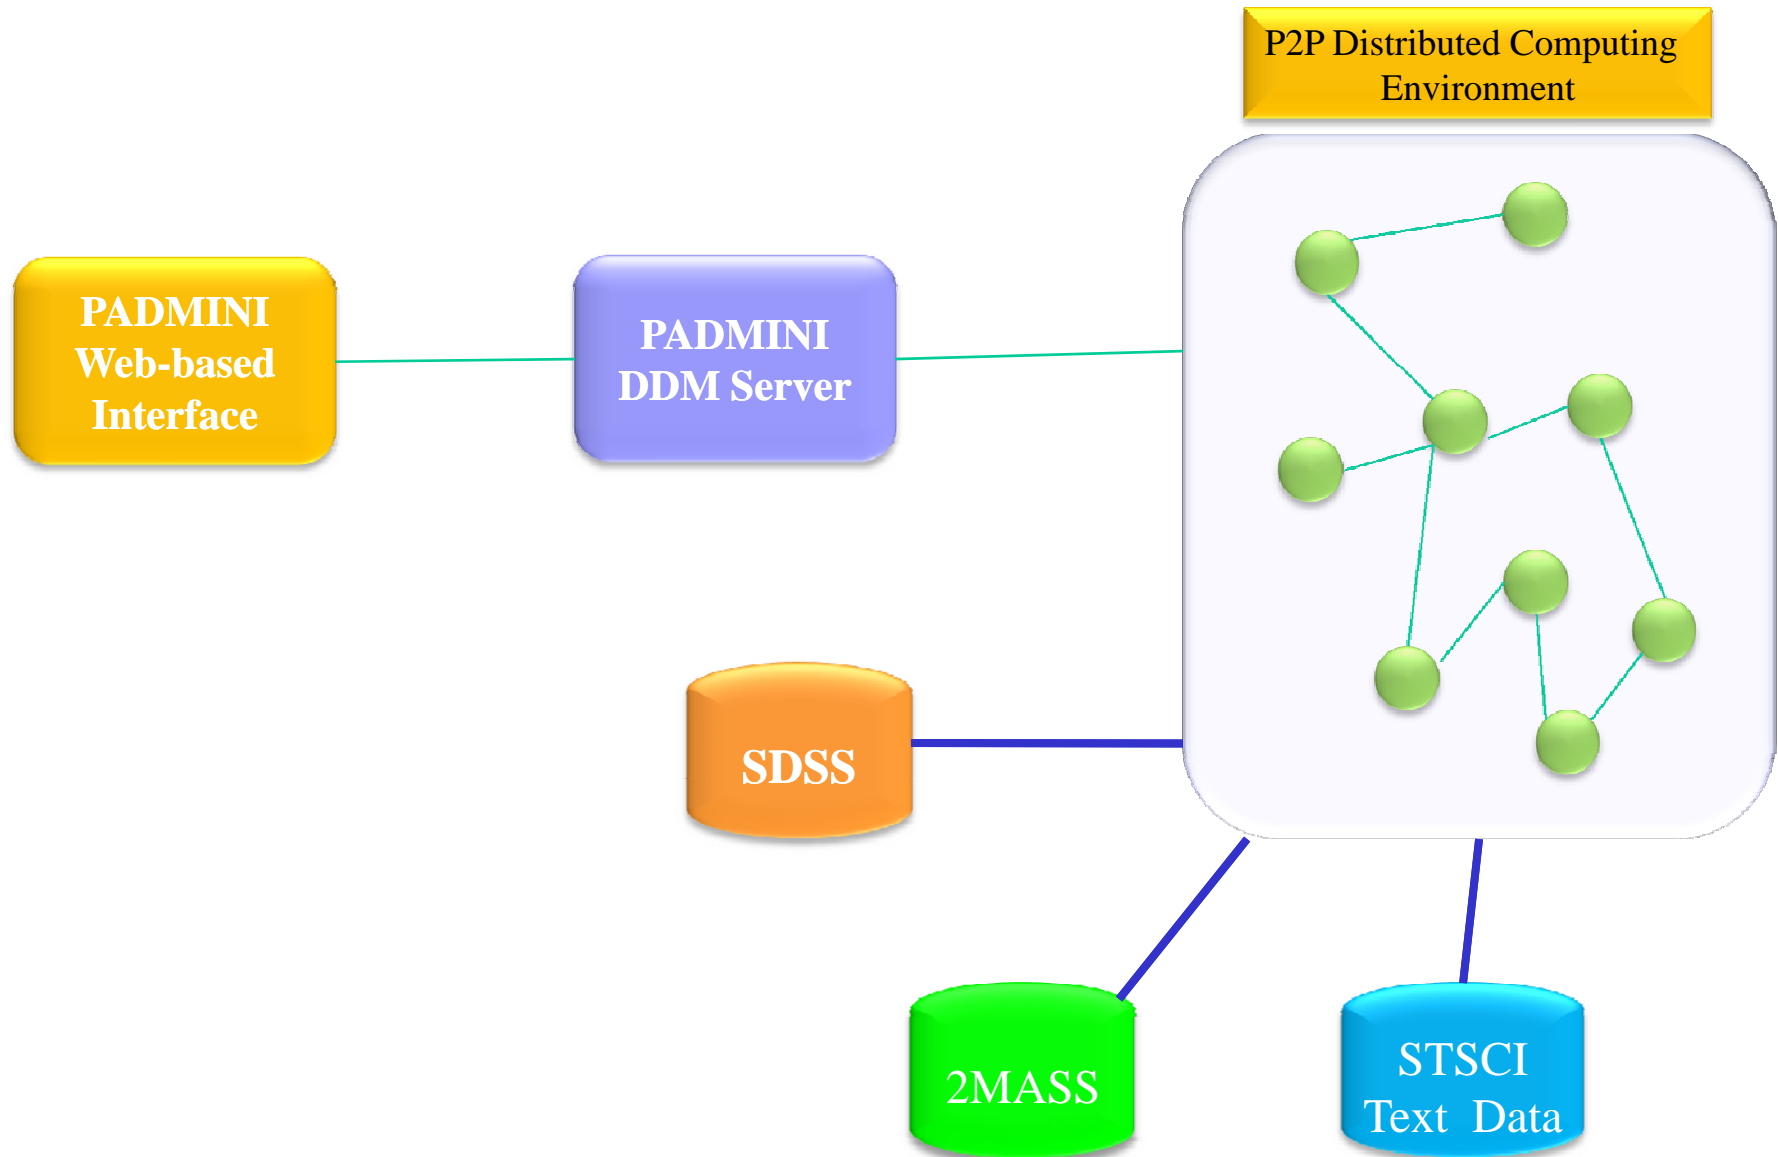 P2P Distributed Computing
Environment
PADMINI
Web-based
Interface
PADMINI
DDM Server
SDSS
2MASS
STSCI
Text Data